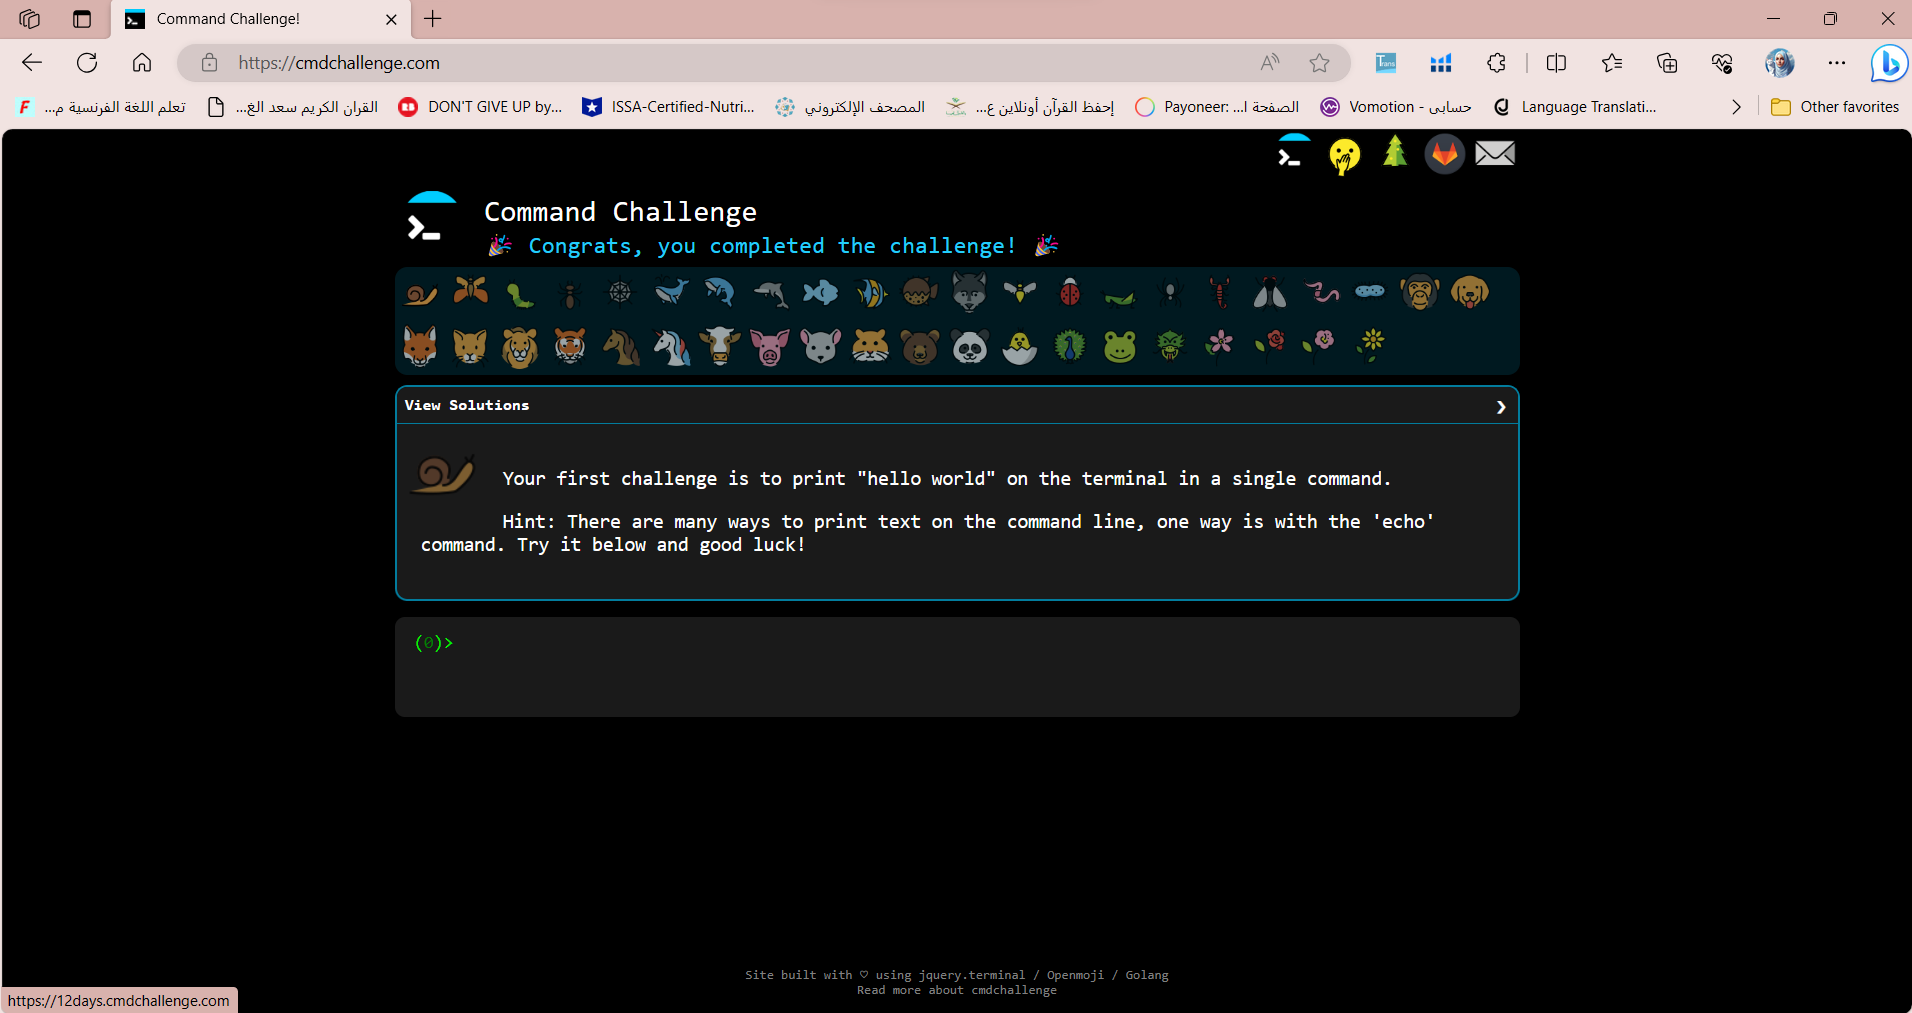 Command Challenge!
https://cmdchallenge.com
تعلم اللغة الفرنسية م...
القران الكريم سعد الغ...
DON'T GIVE UP by...
ISSA-Certified-Nutri...
المصحف الإلكتروني
إحفظ القرآن أونلاين ع...
Payoneer: الصفحة ا...
Vomotion - حسابى
Language Translati...
Other favorites
Command Challenge
Congrats, you completed the challenge!
View Solutions
Your first challenge is to print "hello world" on the terminal in a single command.
Hint: There are many ways to print text on the command line, one way is with the 'echo'
command. Try it below and good luck!
(0)>
Site built with ♡ using jquery.terminal / Openmoji / Golang
Read more about cmdchallenge
https://12days.cmdchallenge.com